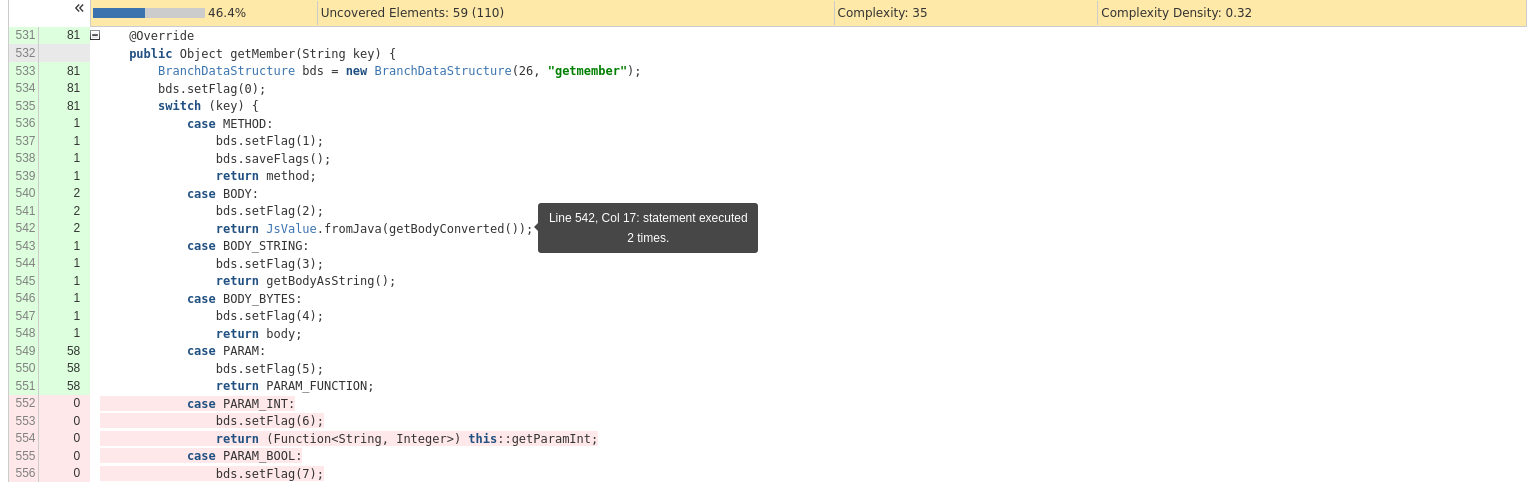 « 46.4% Uncovered Elements: 59 (110) Complexity: 35 Complexity Density: 0.32
531 81 @Override
532 public Object getMember(String key) {
533 81 BranchDataStructure bds = new BranchDataStructure(26, "getmember");
534 81 bds.setFlag(0);
535 81 switch (key) {
536 1 case METHOD:
537 1 bds.setFlag(1);
538 1 bds.saveFlags();
539 1 return method;
540 2 case BODY:
541 2 bds.setFlag(2);
542 2 return JsValue.fromJava(getBodyConverted());
Line 542, Col 17: statement executed
2 times.
543 1 case BODY_STRING:
544 1 bds.setFlag(3);
545 1 return getBodyAsString();
546 1 case BODY_BYTES:
547 1 bds.setFlag(4);
548 1 return body;
549 58 case PARAM:
550 58 bds.setFlag(5);
551 58 return PARAM_FUNCTION;
552 0 case PARAM_INT:
553 0 bds.setFlag(6);
554 0 return (Function<String, Integer>) this::getParamInt;
555 0 case PARAM_BOOL:
556 0 bds.setFlag(7);